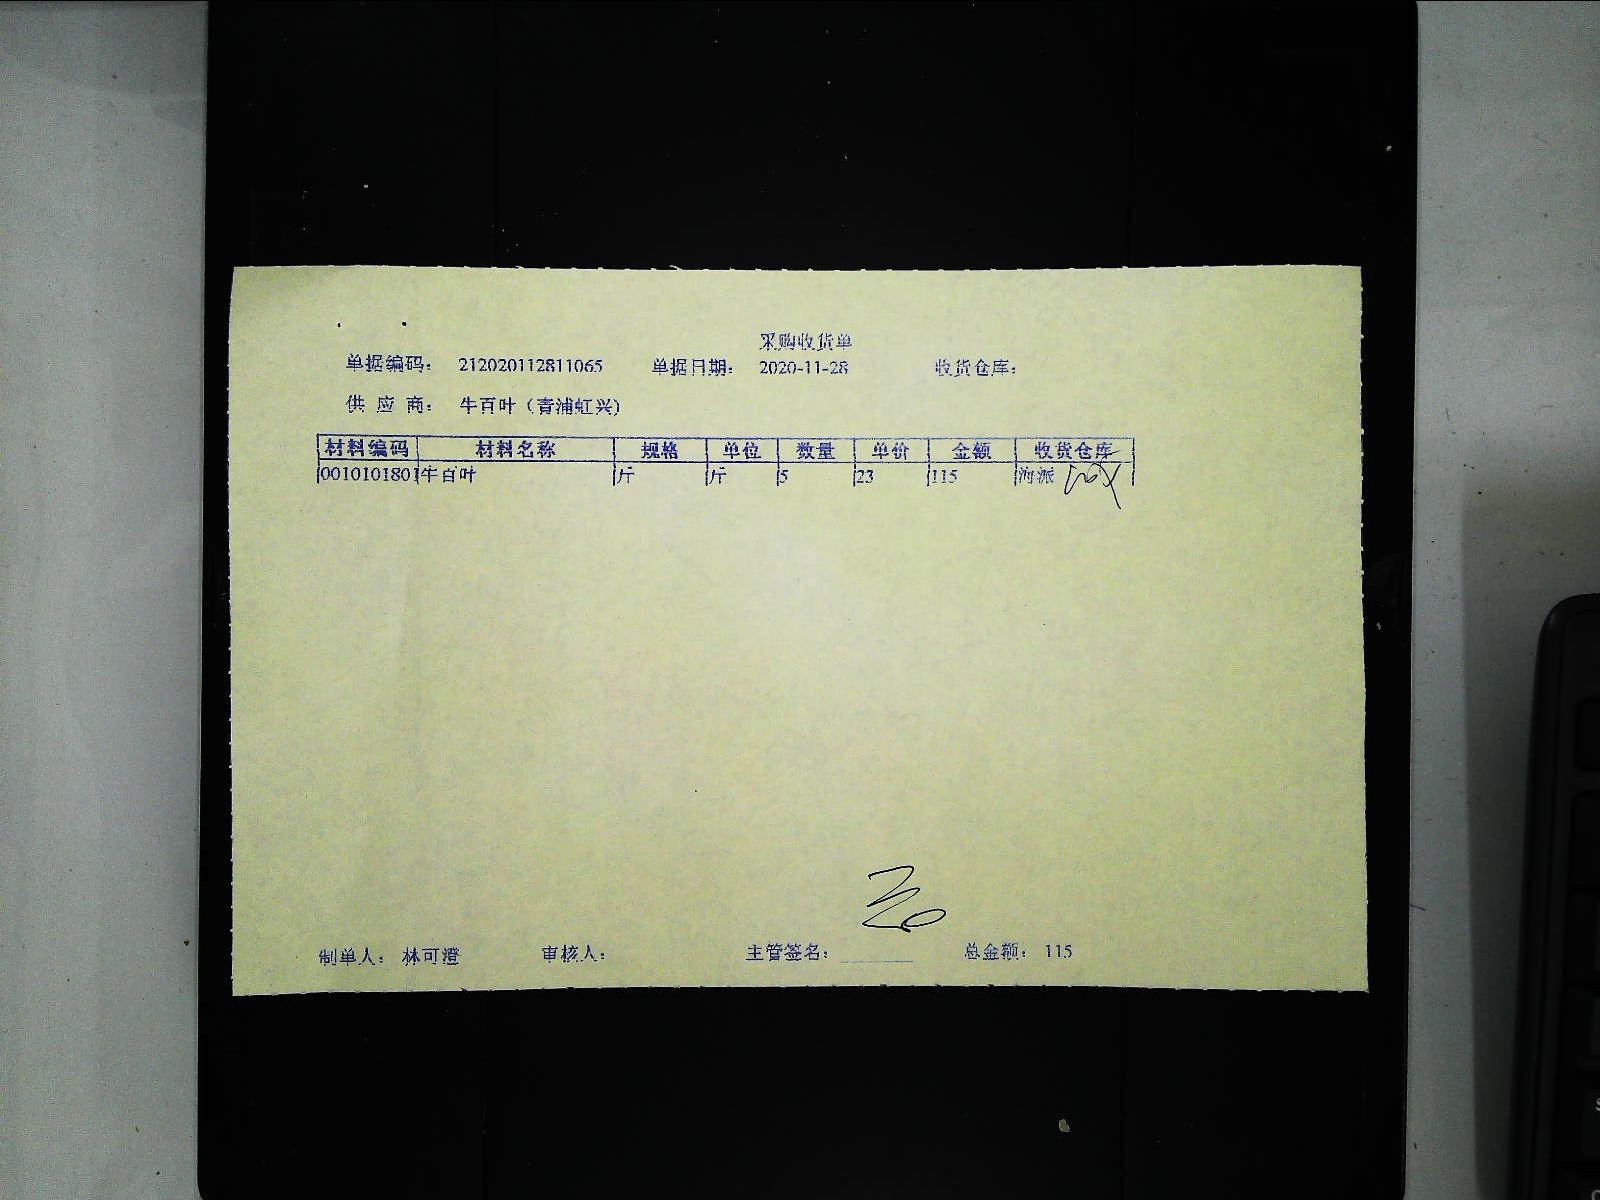 采购收货单
单据编码： 212020112811065 单据日期： 2020-11-28 收货仓库：
供 应 商： 牛百叶（青浦虹兴）
材料编码 材料名称 规格 单位 数量 单价 金额 收货仓库
0010101801 牛百叶 斤 斤 5 23 115 海派
制单人： 林可澄 审核人： 主管签名： 总金额： 115